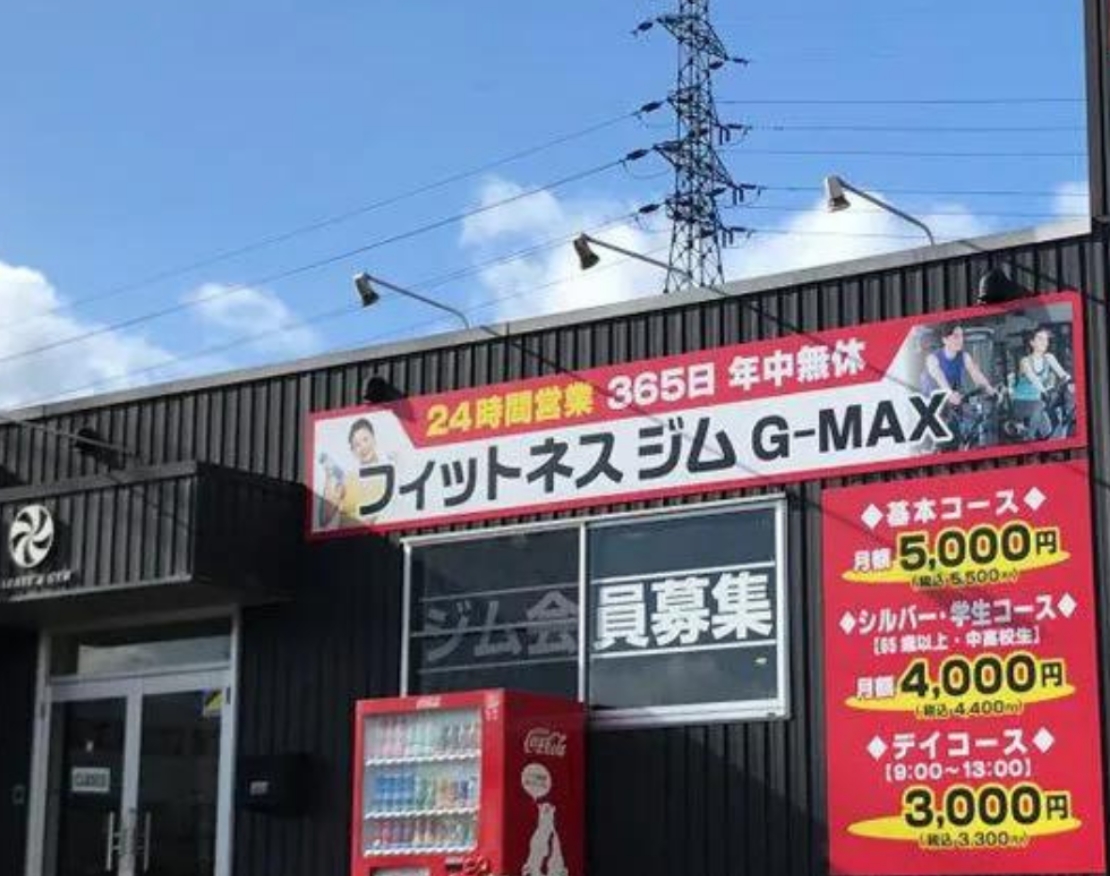 24時間営業 365日 年中無休
フィットネス ジム G-MAX
ジム会員募集
◆基本コース◆
月額 5,000円
(税込 5,500円)
◆シルバー・学生コース◆
【65歳以上・中高校生】
月額 4,000円
(税込 4,400円)
◆デイコース◆
【9:00〜13:00】
3,000円
(税込 3,300円)
CLOSED
Coca-Cola